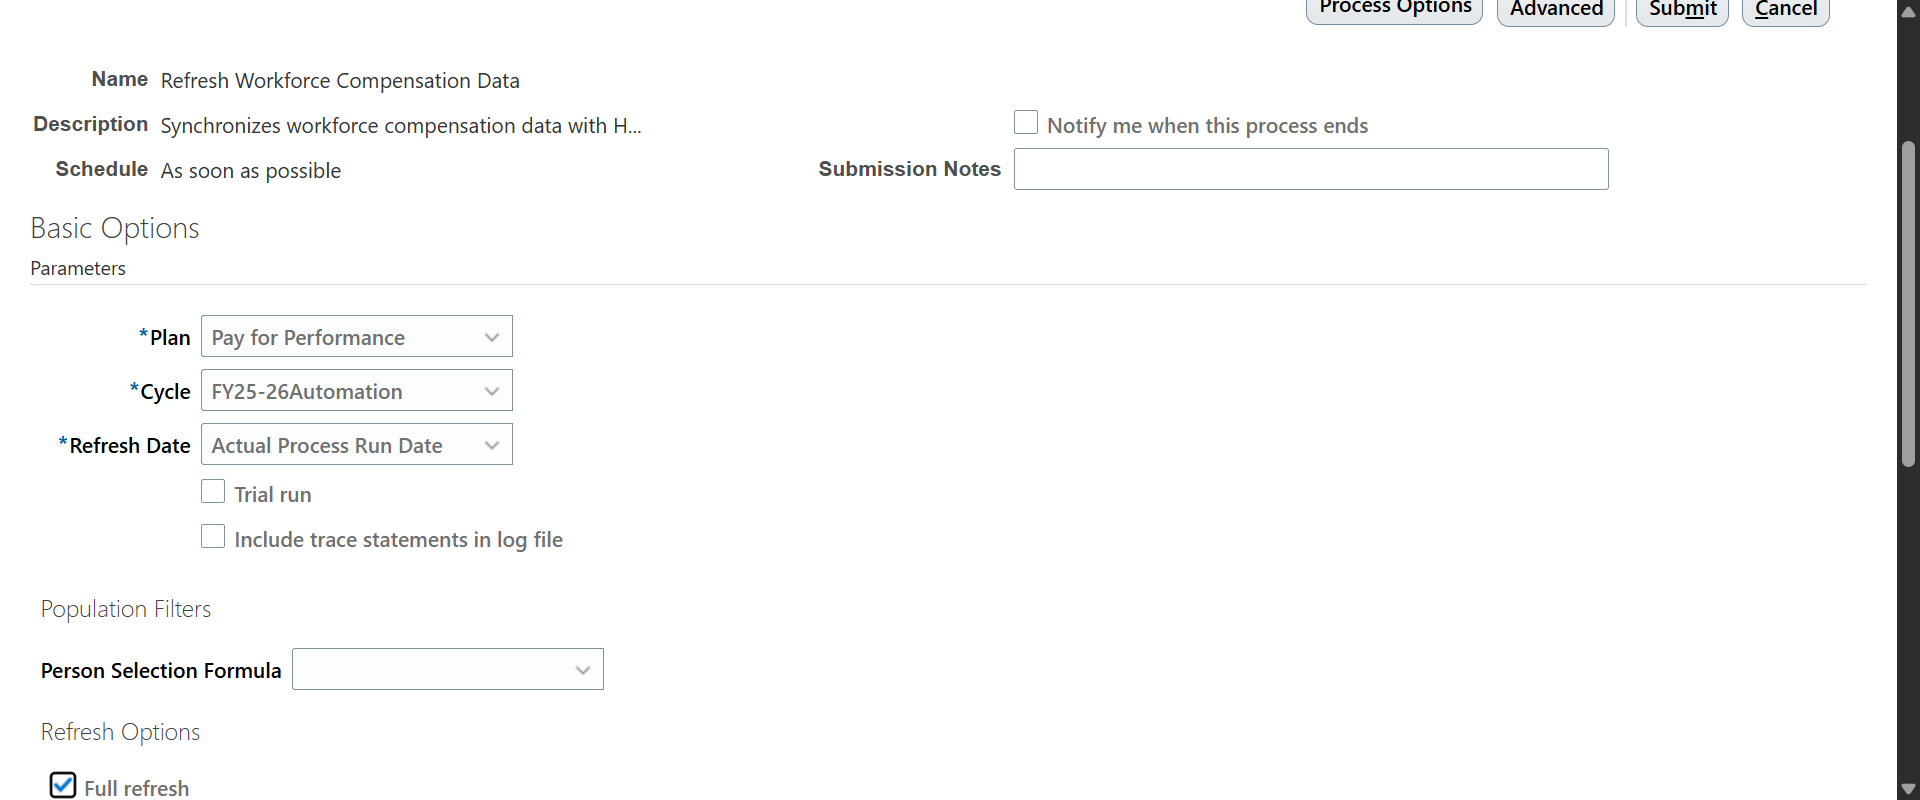 Process Options Advanced Submit Cancel
Name Refresh Workforce Compensation Data
Description Synchronizes workforce compensation data with H...
Notify me when this process ends
Schedule As soon as possible
Submission Notes
Basic Options
Parameters
*Plan Pay for Performance
*Cycle FY25-26Automation
*Refresh Date Actual Process Run Date
Trial run
Include trace statements in log file
Population Filters
Person Selection Formula
Refresh Options
Full refresh